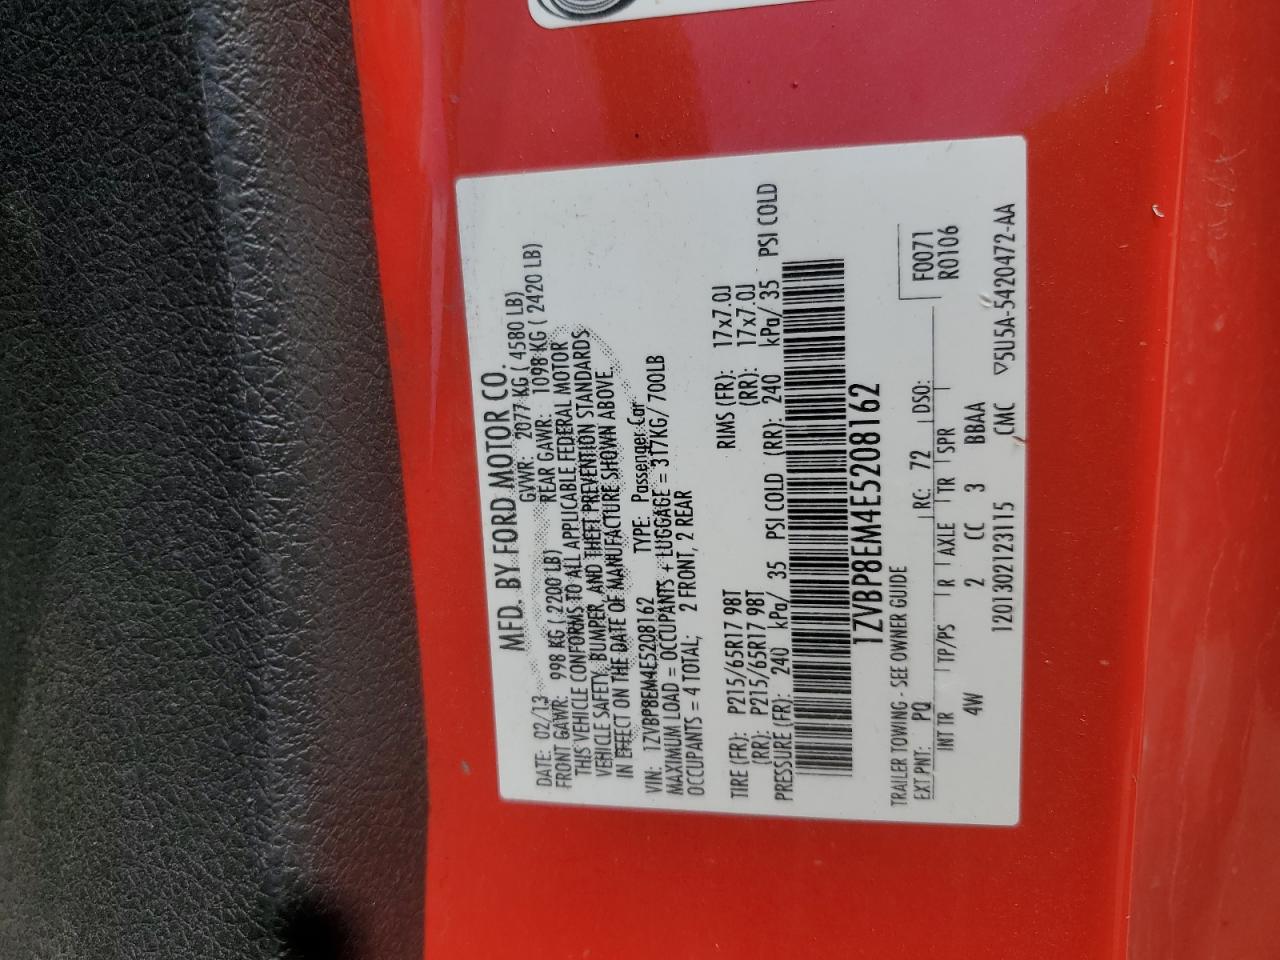 MFD. BY FORD MOTOR CO.
DATE: 02/13 GVWR: 2077 KG ( 4580 LB)
FRONT GAWR: 998 KG ( 2200 LB) REAR GAWR: 1098 KG ( 2420 LB)
THIS VEHICLE CONFORMS TO ALL APPLICABLE FEDERAL MOTOR
VEHICLE SAFETY, BUMPER, AND THEFT PREVENTION STANDARDS
IN EFFECT ON THE DATE OF MANUFACTURE SHOWN ABOVE.
VIN: 1ZVBP8EM4E5208162 TYPE: Passenger Car
MAXIMUM LOAD = OCCUPANTS + LUGGAGE = 317KG/ 700LB
OCCUPANTS = 4 TOTAL; 2 FRONT, 2 REAR
TIRE (FR): P215/65R17 98T RIMS (FR): 17x7.0J
(RR): P215/65R17 98T (RR): 17x7.0J
PRESSURE (FR): 240 kPa/ 35 PSI COLD (RR): 240 kPa/ 35 PSI COLD
1ZVBP8EM4E5208162
TRAILER TOWING - SEE OWNER GUIDE
F0071
R0106
EXT PNT: PQ RC: 72 DSO:
INT TR TP/PS R AXLE TR SPR
4W 2 CC 3 BBAA
1201302123115 CMC ▽5U5A-5420472-AA